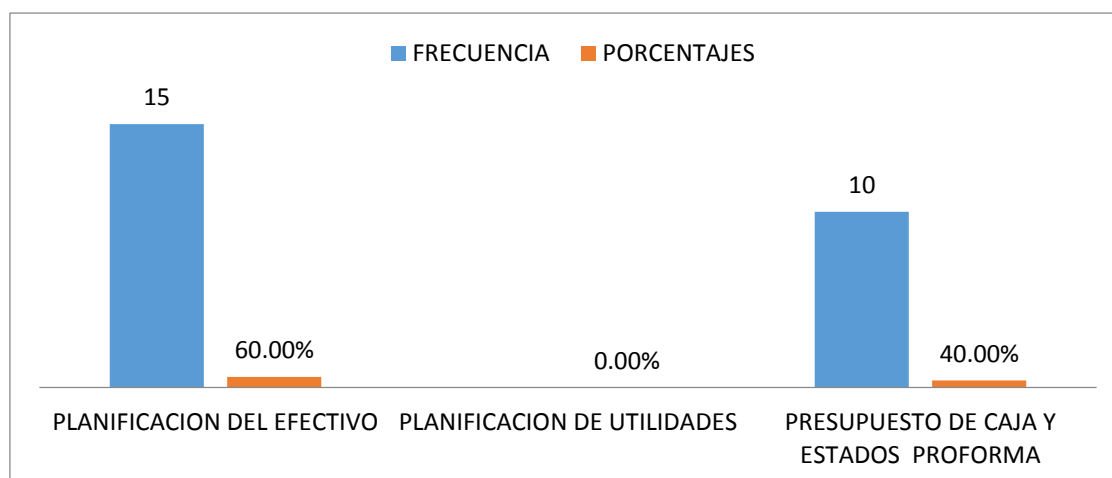 FRECUENCIA PORCENTAJES
15
10
60.00%
0.00%
40.00%
PLANIFICACION DEL EFECTIVO
PLANIFICACION DE UTILIDADES
PRESUPUESTO DE CAJA Y
ESTADOS PROFORMA